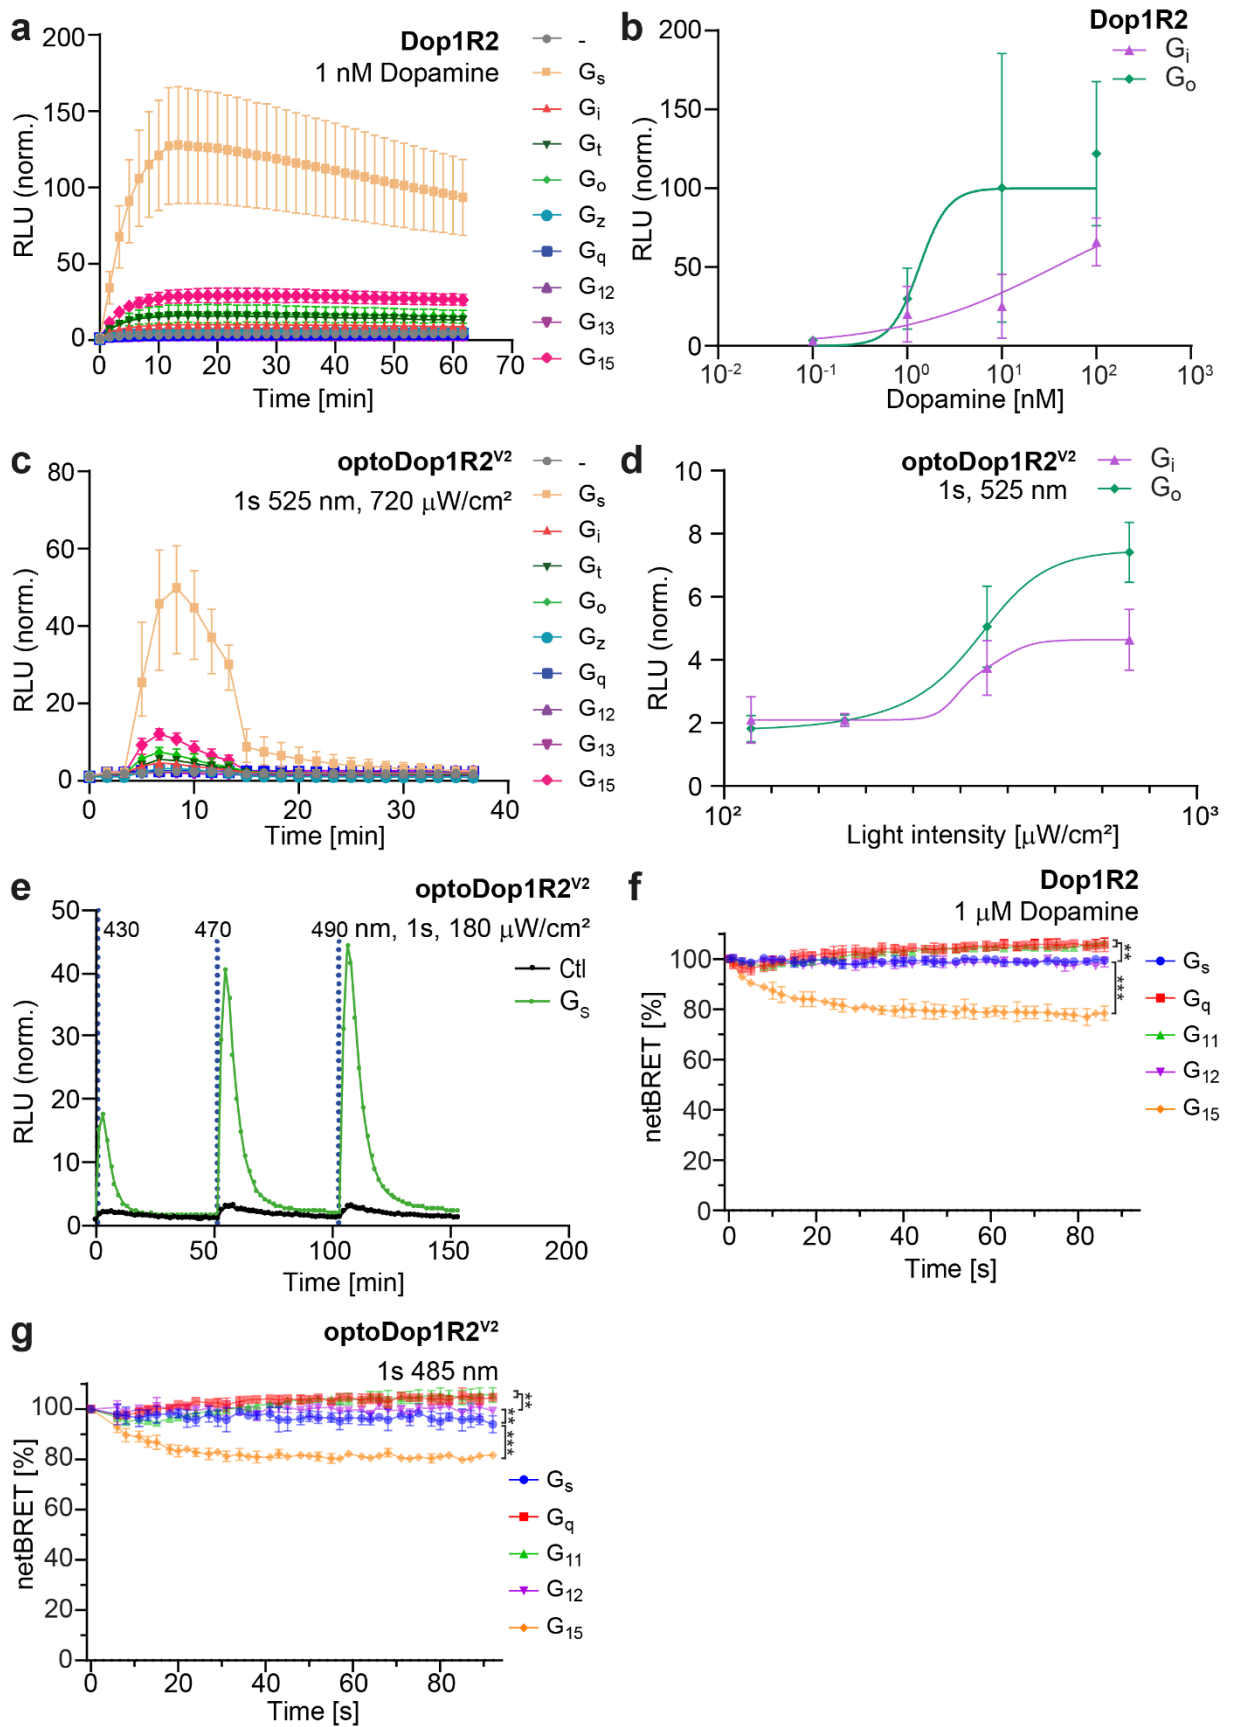 a
Dop1R2
1 nM Dopamine
200
150
100
50
0
RLU (norm.)
0 10 20 30 40 50 60 70
Time [min]
-
Gs
Gi
Gt
Go
Gz
Gq
G12
G13
G15
b
Dop1R2
Gi
Go
200
150
100
50
0
RLU (norm.)
10-2 10-1 10⁰ 10¹ 10² 10³
Dopamine [nM]
c
optoDop1R2V2
1s 525 nm, 720 µW/cm²
80
60
40
20
0
RLU (norm.)
0 10 20 30 40
Time [min]
-
Gs
Gi
Gt
Go
Gz
Gq
G12
G13
G15
d
optoDop1R2V2
1s, 525 nm
Gi
Go
10
8
6
4
2
0
RLU (norm.)
10² 10³
Light intensity [µW/cm²]
e
optoDop1R2V2
430 470 490 nm, 1s, 180 µW/cm²
Ctl
Gs
50
40
30
20
10
0
RLU (norm.)
0 50 100 150 200
Time [min]
f
Dop1R2
1 µM Dopamine
100
80
60
40
20
0
netBRET [%]
0 20 40 60 80
Time [s]
**
***
Gs
Gq
G11
G12
G15
g
optoDop1R2V2
1s 485 nm
100
80
60
40
20
0
netBRET [%]
0 20 40 60 80
Time [s]
**
**
***
Gs
Gq
G11
G12
G15